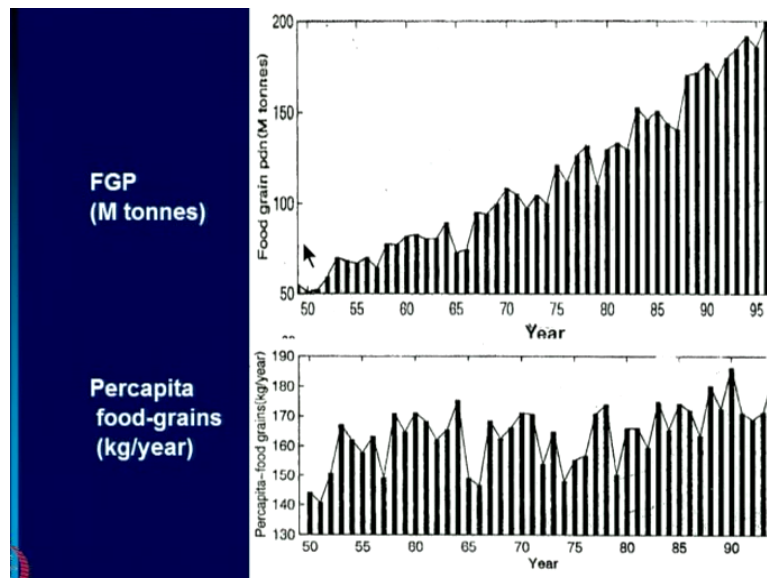 FGP
(M tonnes)
Food grain pdn(M tonnes)
200
150
100
50
50 55 60 65 70 75 80 85 90 95
Year
Percapita
food-grains
(kg/year)
Percapita-food grains(kg/year)
190
180
170
160
150
140
130
50 55 60 65 70 75 80 85 90
Year